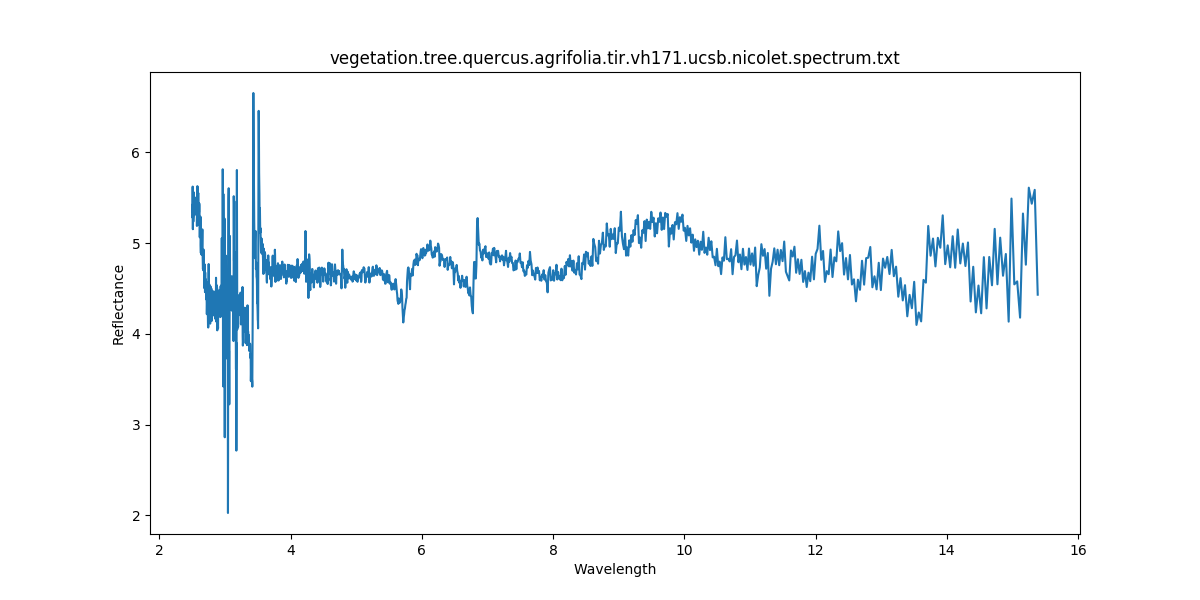 vegetation.tree.quercus.agrifolia.tir.vh171.ucsb.nicolet.spectrum.txt
6
5
4
3
2
Reflectance
2 4 6 8 10 12 14 16
Wavelength